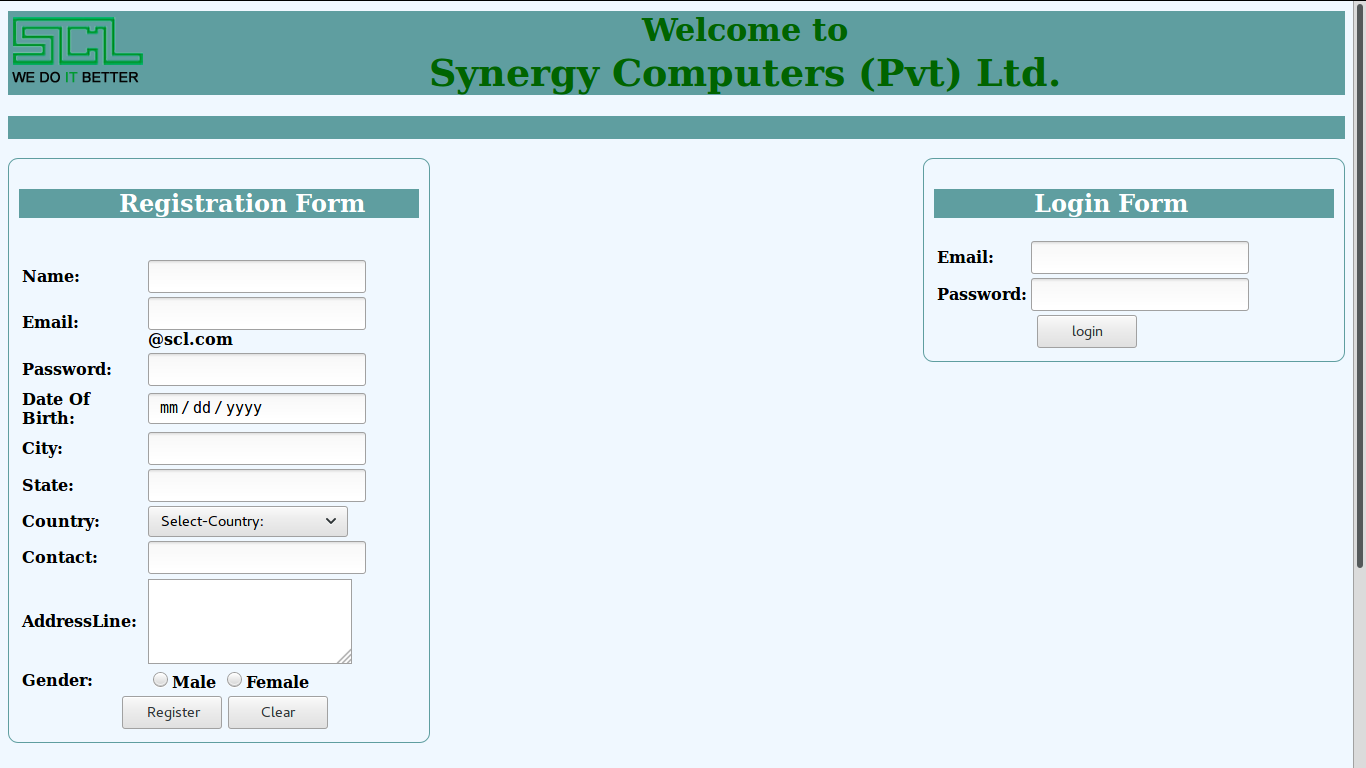 SCL
WE DO IT BETTER
Welcome to
Synergy Computers (Pvt) Ltd.
Registration Form
Name:
Email:
@scl.com
Password:
Date Of
Birth:
mm / dd / yyyy
City:
State:
Country:
Select-Country:
Contact:
AddressLine:
Gender:
Male Female
Register Clear
Login Form
Email:
Password:
login